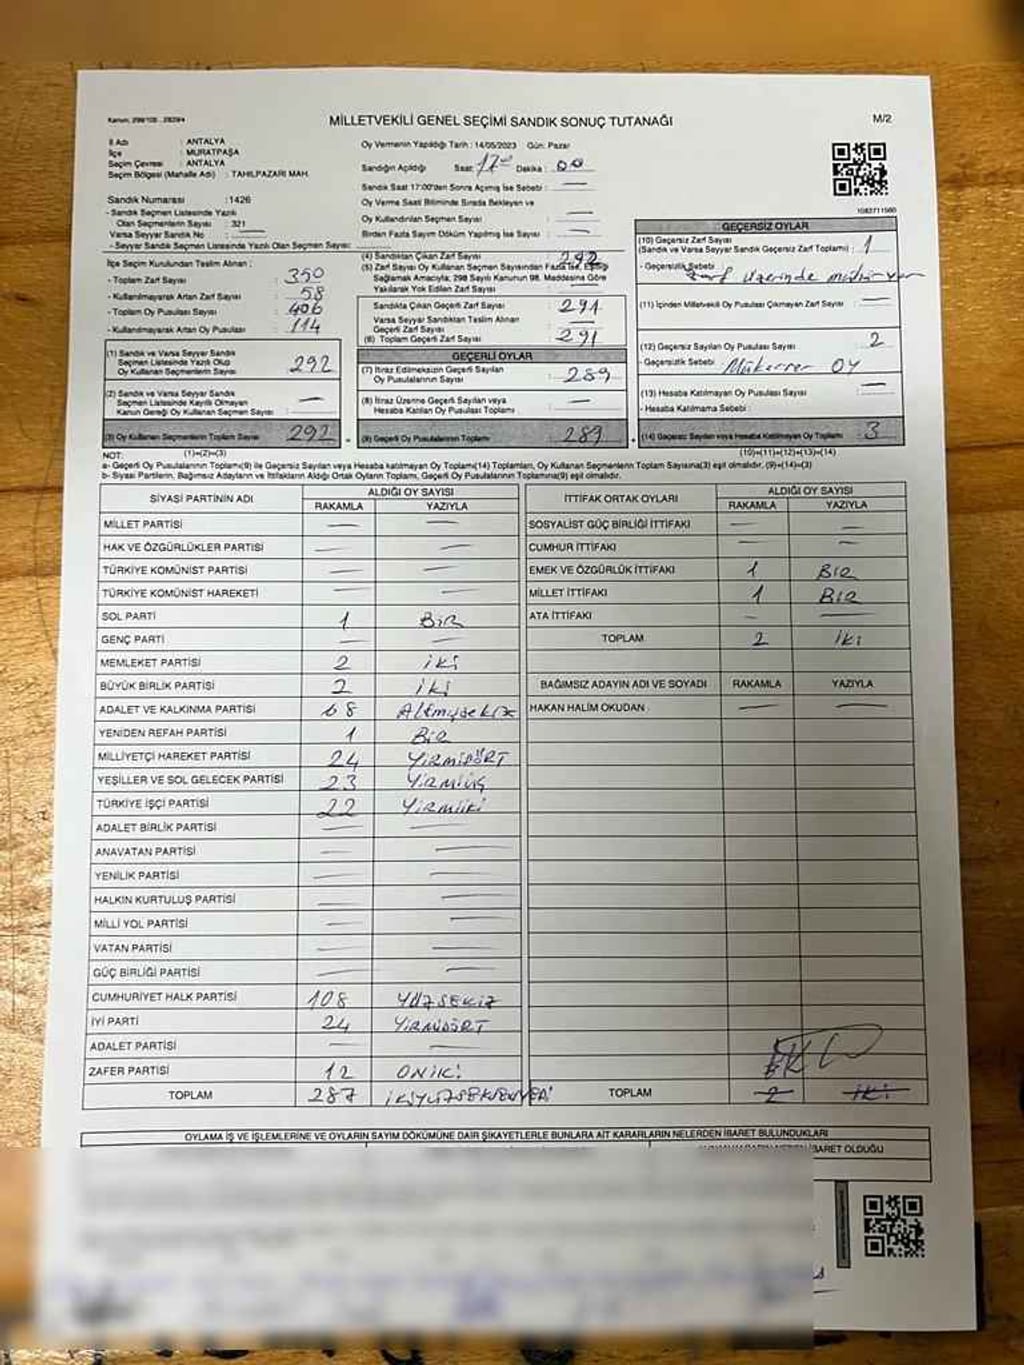 Kanun: 298/105 - 282/94
MİLLETVEKİLİ GENEL SEÇİMİ SANDIK SONUÇ TUTANAĞI
M/2
İl Adı : ANTALYA
İlçe : MURATPAŞA
Seçim Çevresi : ANTALYA
Seçim Bölgesi (Mahalle Adı) : TAHILPAZARI MAH.
Sandık Numarası :1426
- Sandık Seçmen Listesinde Yazılı
Olan Seçmenlerin Sayısı: 321
Varsa Seyyar Sandık No :
- Seyyar Sandık Seçmen Listesinde Yazılı Olan Seçmen Sayısı:
İlçe Seçim Kurulundan Teslim Alınan ;
- Toplam Zarf Sayısı : 350
- Kullanılmayarak Artan Zarf Sayısı : 58
- Toplam Oy Pusulası Sayısı : 406
- Kullanılmayarak Artan Oy Pusulası : 114
(1) Sandık ve Varsa Seyyar Sandık
Seçmen Listesinde Yazılı Olup
Oy Kullanan Seçmenlerin Sayısı : 292
(2) Sandık ve Varsa Seyyar Sandık
Seçmen Listesinde Kayıtlı Olmayan
Kanun Gereği Oy Kullanan Seçmen Sayısı : —
(3) Oy Kullanan Seçmenlerin Toplam Sayısı : 292
(1)+(2)=(3)
Oy Vermenin Yapıldığı Tarih : 14/05/2023 Gün: Pazar
Sandığın Açıldığı Saat: 17 Dakika : 00
Sandık Saat 17:00'den Sonra Açılmış İse Sebebi : —
Oy Verme Saati Bitiminde Sırada Bekleyen ve
Oy Kullandırılan Seçmen Sayısı : —
Birden Fazla Sayım Döküm Yapılmış İse Sayısı : —
(4) Sandıktan Çıkan Zarf Sayısı : 292
(5) Zarf Sayısı Oy Kullanan Seçmen Sayısından Fazla İse, Eşitliği
Sağlamak Amacıyla, 298 Sayılı Kanunun 98. Maddesine Göre
Yakılarak Yok Edilen Zarf Sayısı : —
Sandıkta Çıkan Geçerli Zarf Sayısı : 291
Varsa Seyyar Sandıktan Teslim Alınan
Geçerli Zarf Sayısı : —
(6) Toplam Geçerli Zarf Sayısı : 291
GEÇERLİ OYLAR
(7) İtiraz Edilmeksizin Geçerli Sayılan
Oy Pusulalarının Sayısı : 289
(8) İtiraz Üzerine Geçerli Sayılan veya
Hesaba Katılan Oy Pusulası Toplamı : —
(9) Geçerli Oy Pusulalarının Toplamı : 289
GEÇERSİZ OYLAR
(10) Geçersiz Zarf Sayısı
(Sandık ve Varsa Seyyar Sandık Geçersiz Zarf Toplamı) : 1
- Geçersizlik Sebebi : Zarf üzerinde mühür var
(11) İçinden Milletvekili Oy Pusulası Çıkmayan Zarf Sayısı : —
(12) Geçersiz Sayılan Oy Pusulası Sayısı : 2
- Geçersizlik Sebebi : Mükerrer OY
(13) Hesaba Katılmayan Oy Pusulası Sayısı : —
- Hesaba Katılmama Sebebi :
(14) Geçersiz Sayılan veya Hesaba Katılmayan Oy Toplamı : 3
(10)+(11)+(12)+(13)=(14)
NOT:
a- Geçerli Oy Pusulalarının Toplamı(9) ile Geçersiz Sayılan veya Hesaba katılmayan Oy Toplamı(14) Toplamları, Oy Kullanan Seçmenlerin Toplam Sayısına(3) eşit olmalıdır. (9)+(14)=(3)
b- Siyasi Partilerin, Bağımsız Adayların ve İttifakların Aldığı Ortak Oyların Toplamı, Geçerli Oy Pusulalarının Toplamına(9) eşit olmalıdır.
SİYASİ PARTİNİN ADI ALDIĞI OY SAYISI
RAKAMLA YAZIYLA
MİLLET PARTİSİ — —
HAK VE ÖZGÜRLÜKLER PARTİSİ — —
TÜRKİYE KOMÜNİST PARTİSİ — —
TÜRKİYE KOMÜNİST HAREKETİ — —
SOL PARTİ 1 BİR
GENÇ PARTİ — —
MEMLEKET PARTİSİ 2 iki
BÜYÜK BİRLİK PARTİSİ 2 iki
ADALET VE KALKINMA PARTİSİ 68 Altmışsekiz
YENİDEN REFAH PARTİSİ 1 Bir
MİLLİYETÇİ HAREKET PARTİSİ 24 YİRMİDÖRT
YEŞİLLER VE SOL GELECEK PARTİSİ 23 Yirmiüç
TÜRKİYE İŞÇİ PARTİSİ 22 Yirmiiki
ADALET BİRLİK PARTİSİ — —
ANAVATAN PARTİSİ — —
YENİLİK PARTİSİ — —
HALKIN KURTULUŞ PARTİSİ — —
MİLLİ YOL PARTİSİ — —
VATAN PARTİSİ — —
GÜÇ BİRLİĞİ PARTİSİ — —
CUMHURİYET HALK PARTİSİ 108 YÜZSEKİZ
İYİ PARTİ 24 YİRMİDÖRT
ADALET PARTİSİ — —
ZAFER PARTİSİ 12 ONİKİ
TOPLAM 287 İKİYÜZSEKSENYEDİ
İTTİFAK ORTAK OYLARI ALDIĞI OY SAYISI
RAKAMLA YAZIYLA
SOSYALİST GÜÇ BİRLİĞİ İTTİFAKI — —
CUMHUR İTTİFAKI — —
EMEK VE ÖZGÜRLÜK İTTİFAKI 1 BİR
MİLLET İTTİFAKI 1 BİR
ATA İTTİFAKI — —
TOPLAM 2 iki
BAĞIMSIZ ADAYIN ADI VE SOYADI RAKAMLA YAZIYLA
HAKAN HALİM OKUDAN — —
TOPLAM 2 iki
OYLAMA İŞ VE İŞLEMLERİNE VE OYLARIN SAYIM DÖKÜMÜNE DAİR ŞİKAYETLERLE BUNLARA AİT KARARLARIN NELERDEN İBARET BULUNDUKLARI
İBARET OLDUĞU